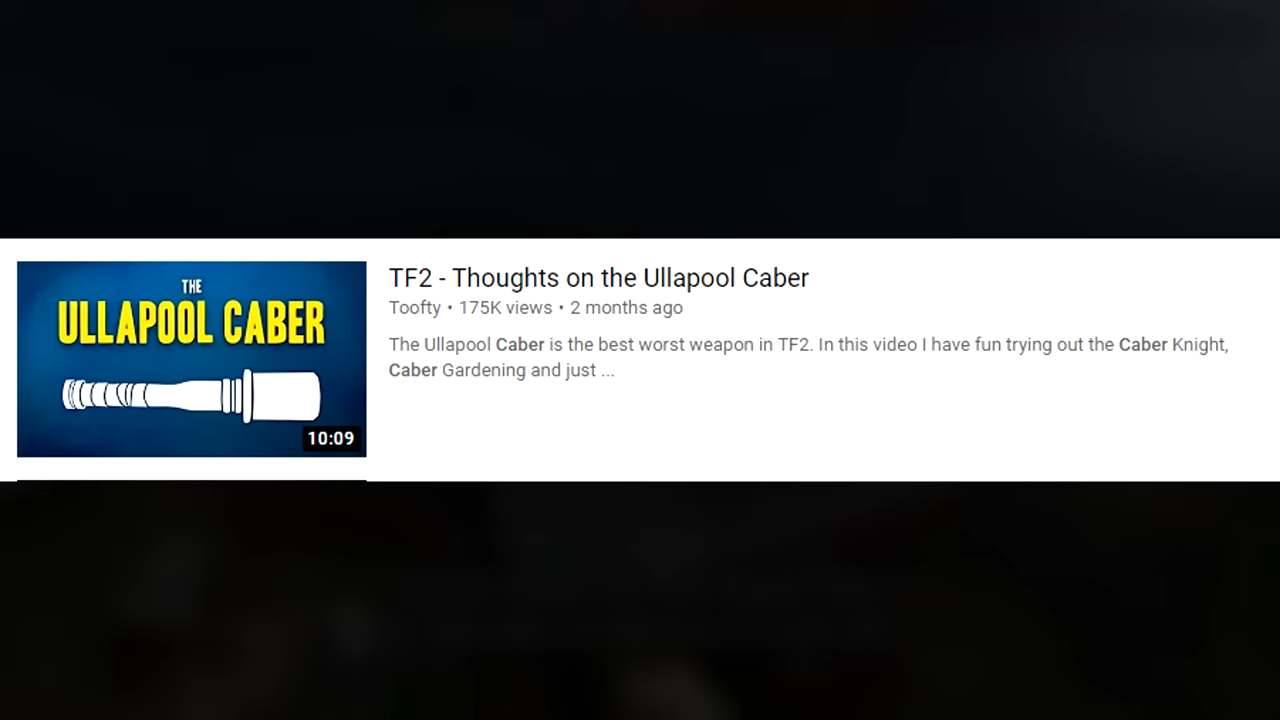 THE
ULLAPOOL CABER
10:09
TF2 - Thoughts on the Ullapool Caber
Toofty • 175K views • 2 months ago
The Ullapool Caber is the best worst weapon in TF2. In this video I have fun trying out the Caber Knight,
Caber Gardening and just ...